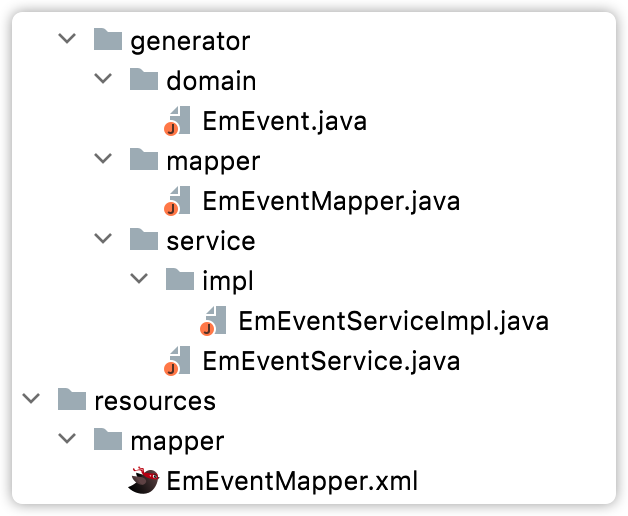 generator
domain
EmEvent.java
mapper
EmEventMapper.java
service
impl
EmEventServiceImpl.java
EmEventService.java
resources
mapper
EmEventMapper.xml